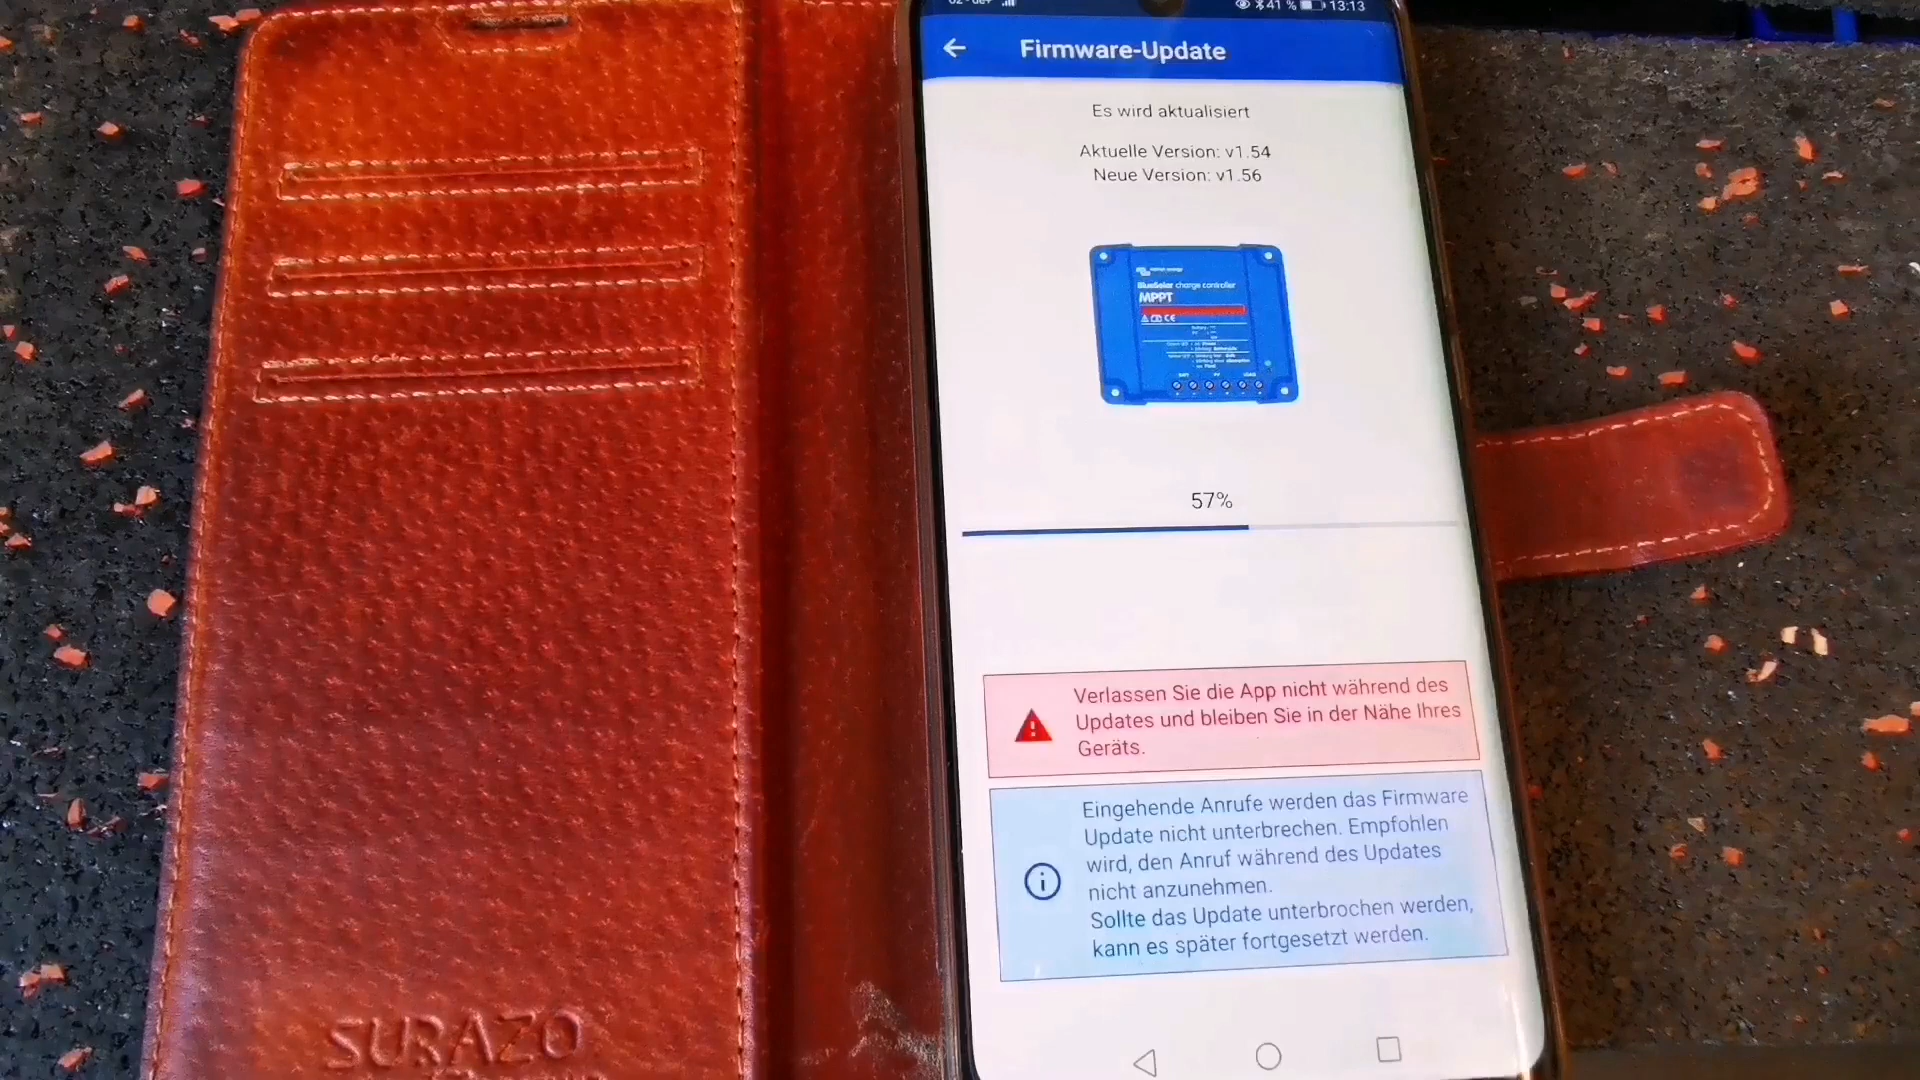 41 % 13:13
Firmware-Update
Es wird aktualisiert
Aktuelle Version: v1.54
Neue Version: v1.56
BlueSolar charge controller
MPPT
57%
Verlassen Sie die App nicht während des
Updates und bleiben Sie in der Nähe Ihres
Geräts.
Eingehende Anrufe werden das Firmware
Update nicht unterbrechen. Empfohlen
wird, den Anruf während des Updates
nicht anzunehmen.
Sollte das Update unterbrochen werden,
kann es später fortgesetzt werden.
SURAZO